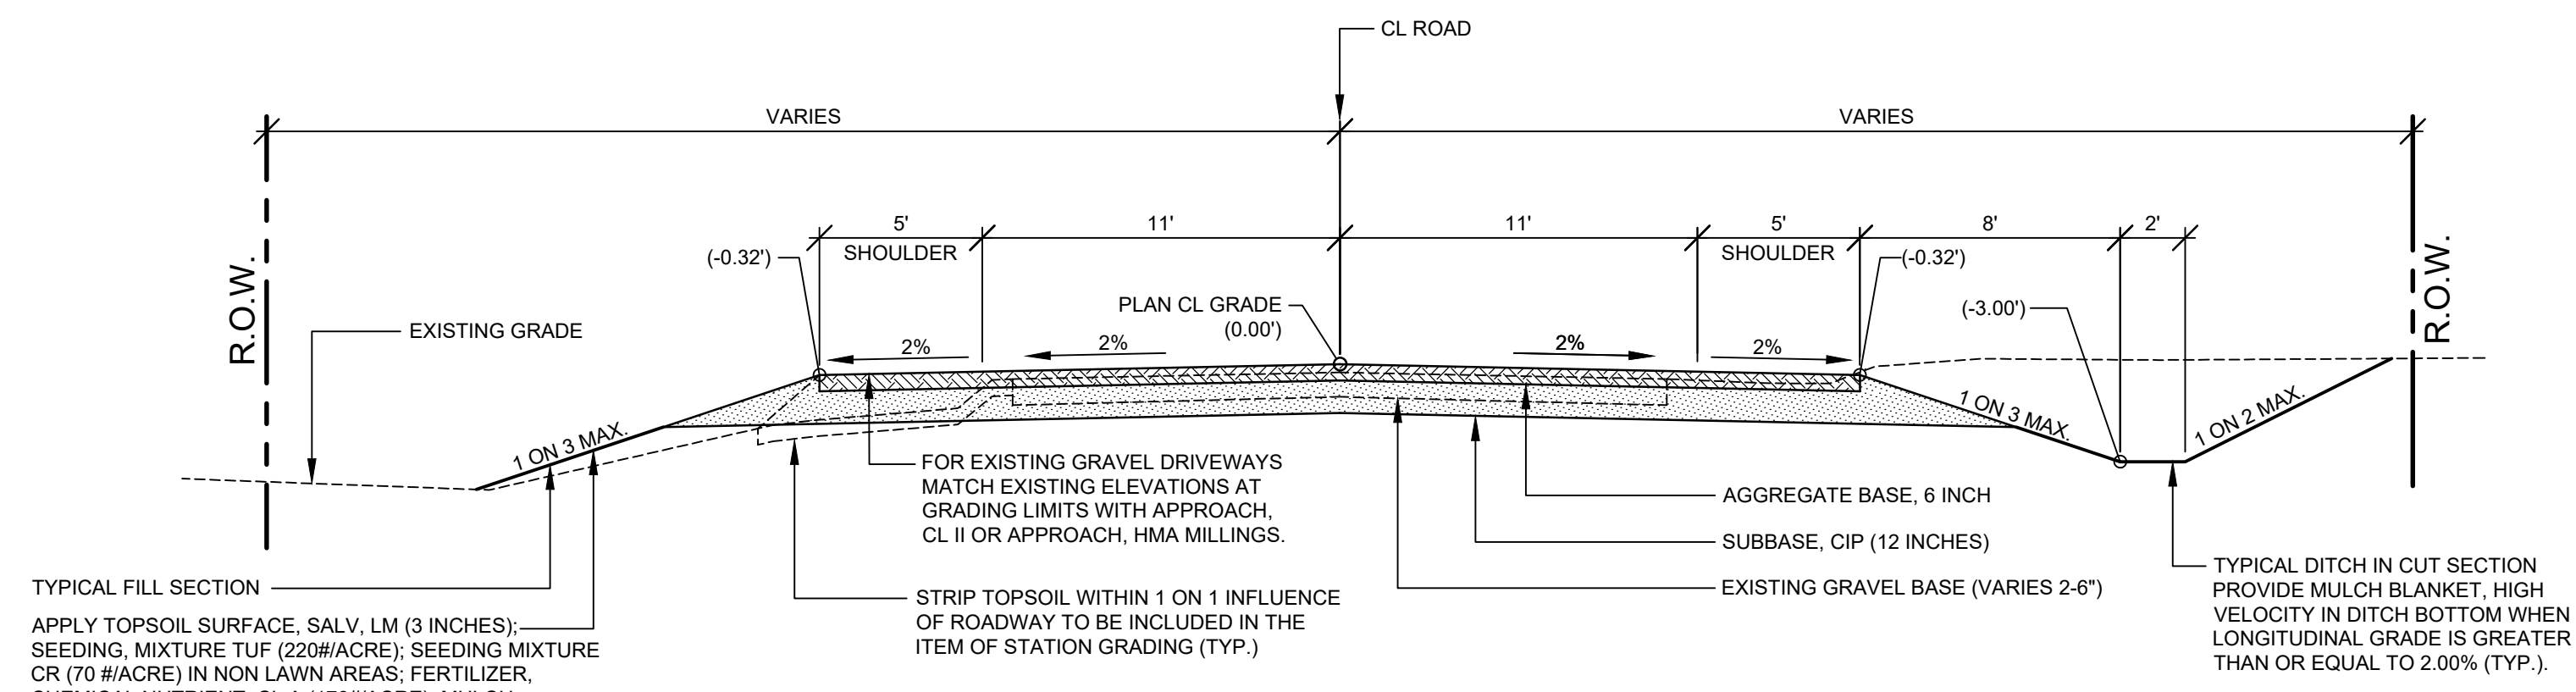 CL ROAD
VARIES
VARIES
5'
11'
11'
5'
8'
2'
SHOULDER
SHOULDER
(-0.32')
(-0.32')
(-3.00')
PLAN CL GRADE
(0.00')
R.O.W.
R.O.W.
EXISTING GRADE
2%
2%
2%
2%
1 ON 3 MAX.
1 ON 3 MAX.
1 ON 2 MAX.
FOR EXISTING GRAVEL DRIVEWAYS
MATCH EXISTING ELEVATIONS AT
GRADING LIMITS WITH APPROACH,
CL II OR APPROACH, HMA MILLINGS.
AGGREGATE BASE, 6 INCH
SUBBASE, CIP (12 INCHES)
EXISTING GRAVEL BASE (VARIES 2-6")
STRIP TOPSOIL WITHIN 1 ON 1 INFLUENCE
OF ROADWAY TO BE INCLUDED IN THE
ITEM OF STATION GRADING (TYP.)
TYPICAL DITCH IN CUT SECTION
PROVIDE MULCH BLANKET, HIGH
VELOCITY IN DITCH BOTTOM WHEN
LONGITUDINAL GRADE IS GREATER
THAN OR EQUAL TO 2.00% (TYP.).
TYPICAL FILL SECTION
APPLY TOPSOIL SURFACE, SALV, LM (3 INCHES);
SEEDING, MIXTURE TUF (220#/ACRE); SEEDING MIXTURE
CR (70 #/ACRE) IN NON LAWN AREAS; FERTILIZER,